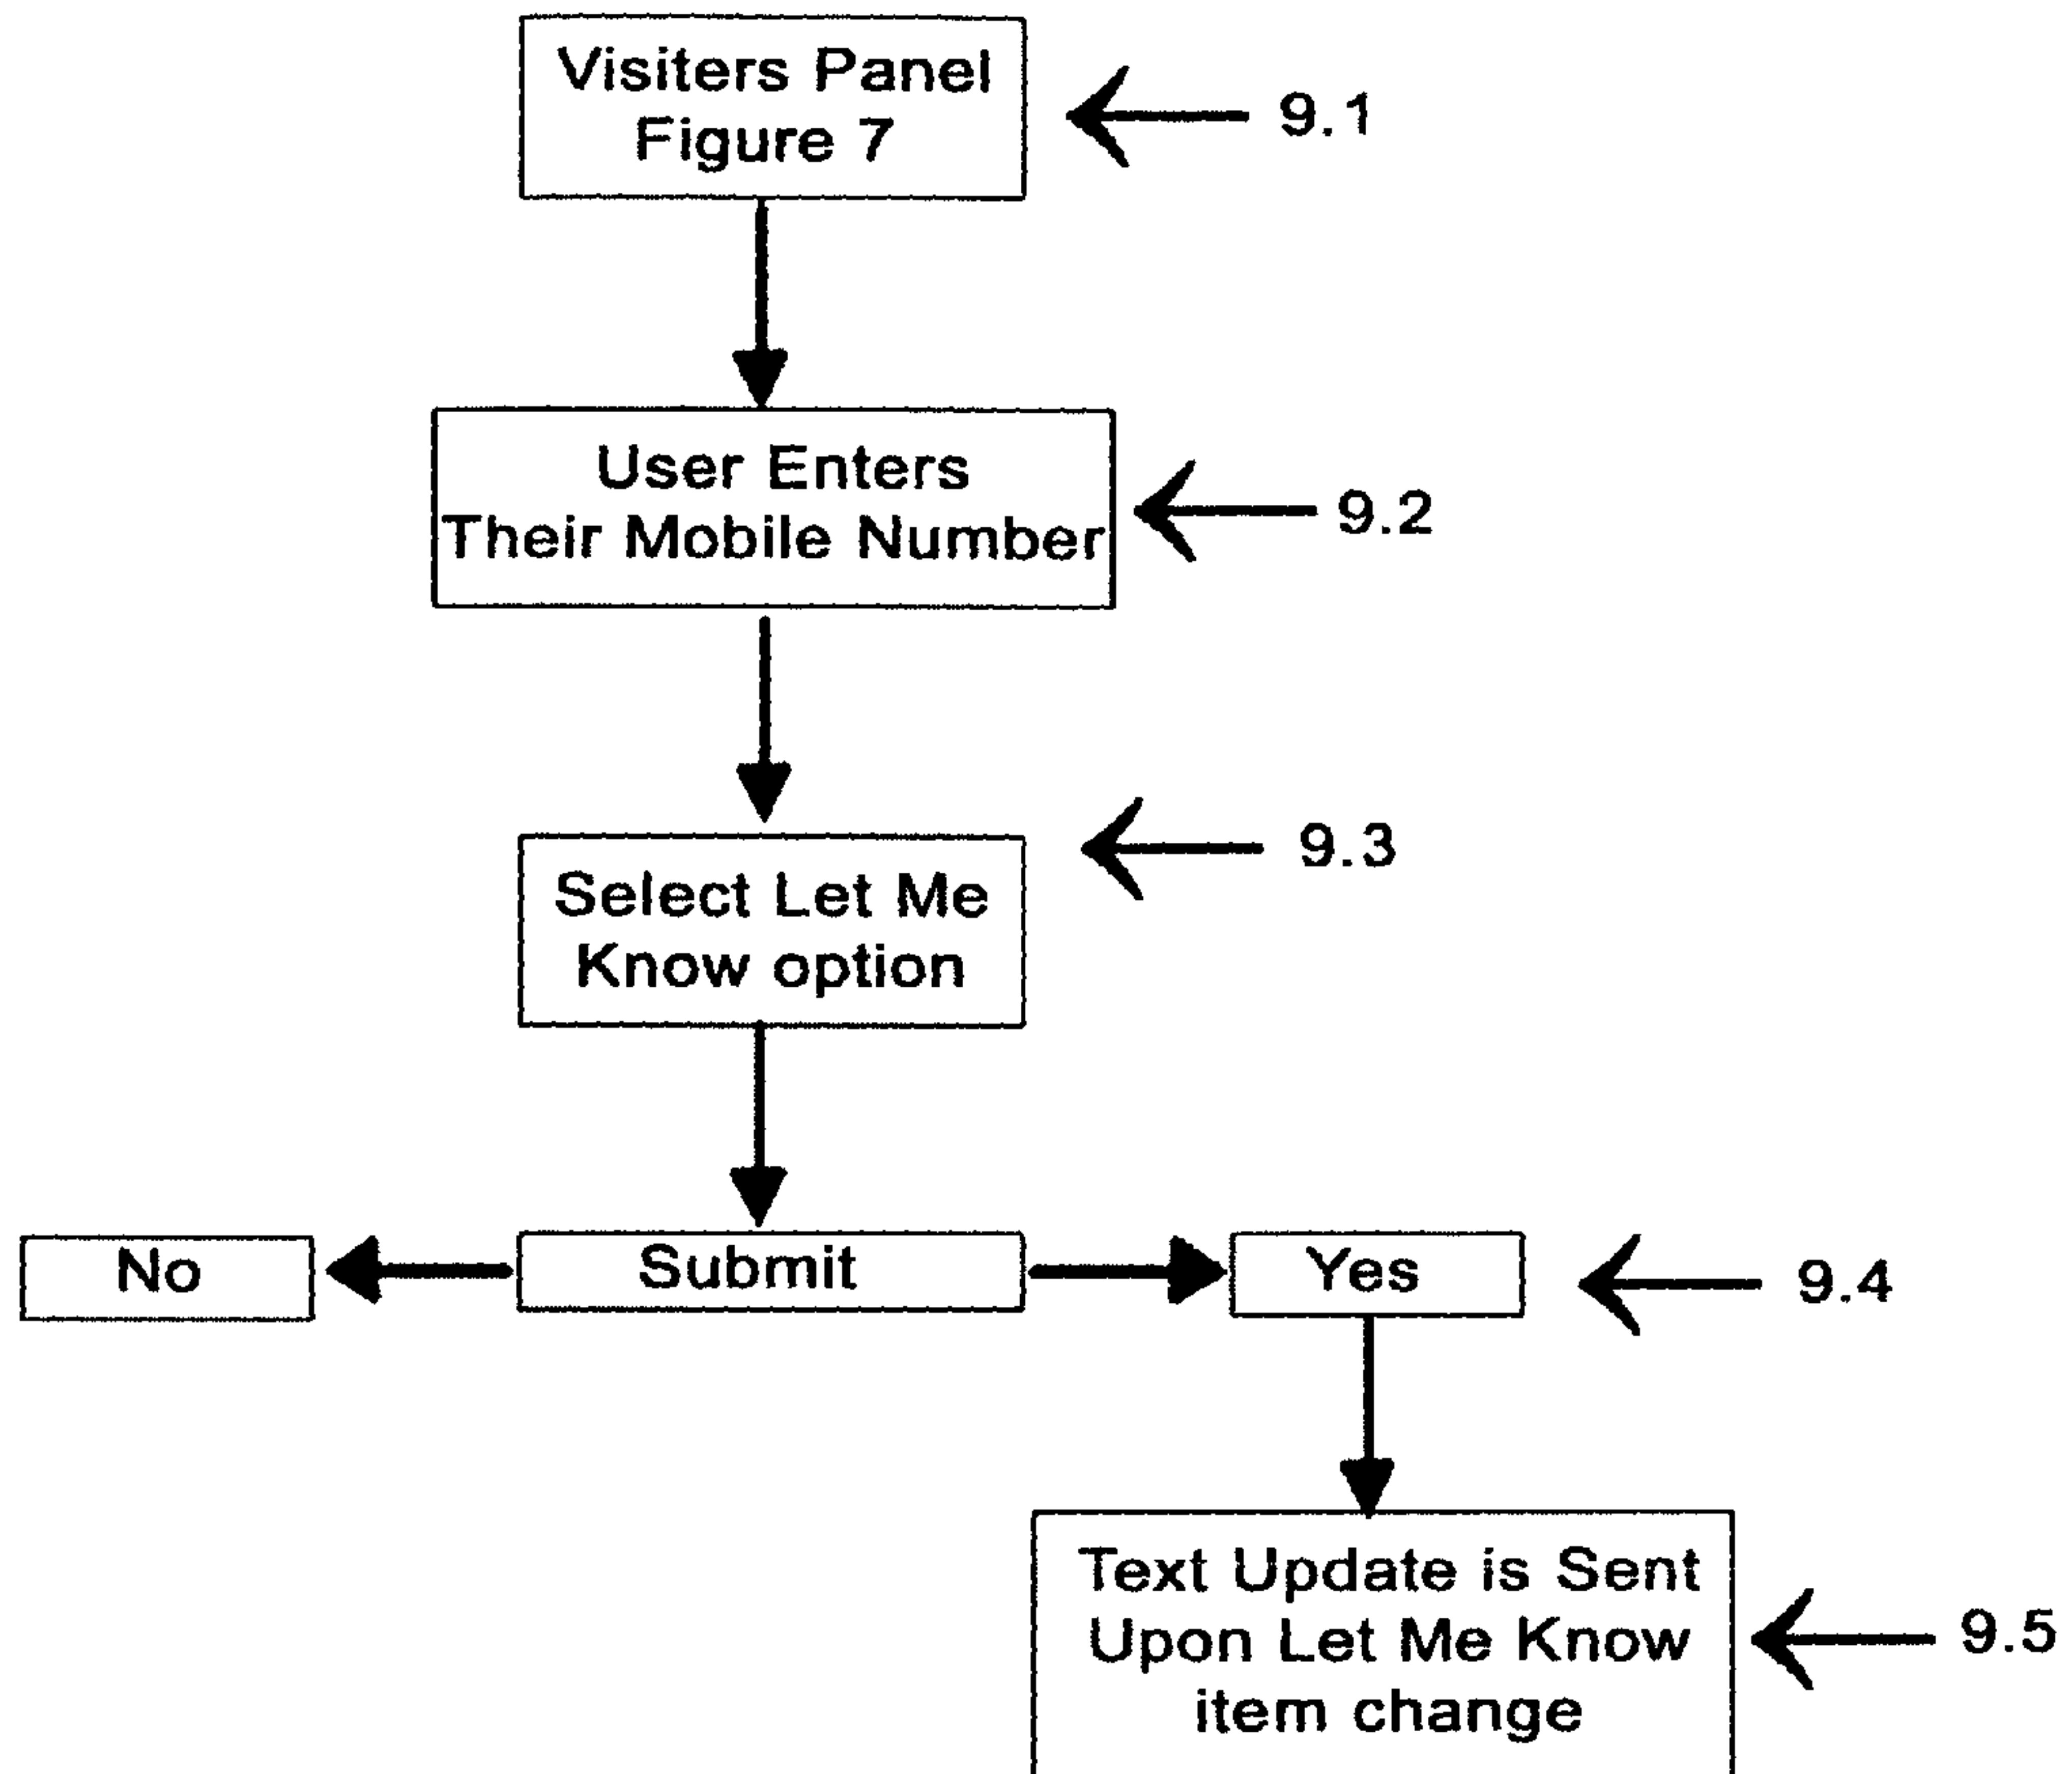 Visiters Panel
Figure 7
9.1
User Enters
Their Mobile Number
9.2
9.3
Select Let Me
Know option
No
Submit
Yes
9.4
Text Update is Sent
Upon Let Me Know
item change
9.5